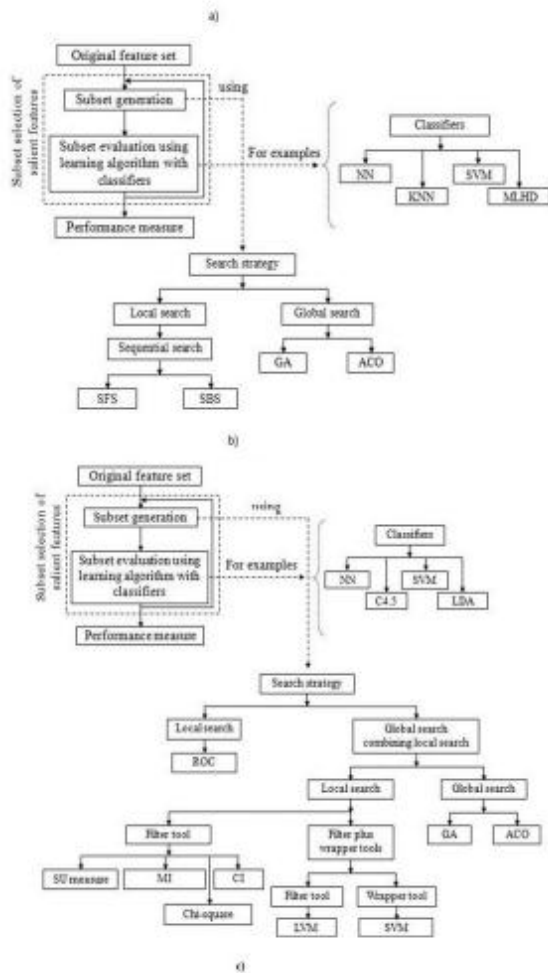 a)
Original feature set
Subset selection of
salient features
Subset generation
using
Subset evaluation using
learning algorithm with
classifiers
For examples
Classifiers
NN
SVM
KNN
MLHD
Performance measure
Search strategy
Local search
Global search
Sequential search
GA
ACO
SFS
SBS
b)
Original feature set
Subset selection of
salient features
Subset generation
using
Subset evaluation using
learning algorithm with
classifiers
For examples
Classifiers
NN
SVM
C4.5
LDA
Performance measure
Search strategy
Local search
Global search
combining local search
ROC
Local search
Global search
Filter tool
Filter plus
wrapper tools
GA
ACO
SU measure
MI
CI
Chi-square
Filter tool
Wrapper tool
LVM
SVM
c)